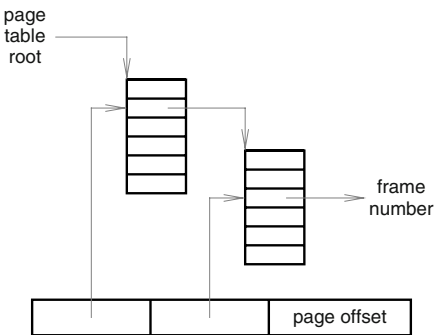 page
table
root
frame
number
page offset